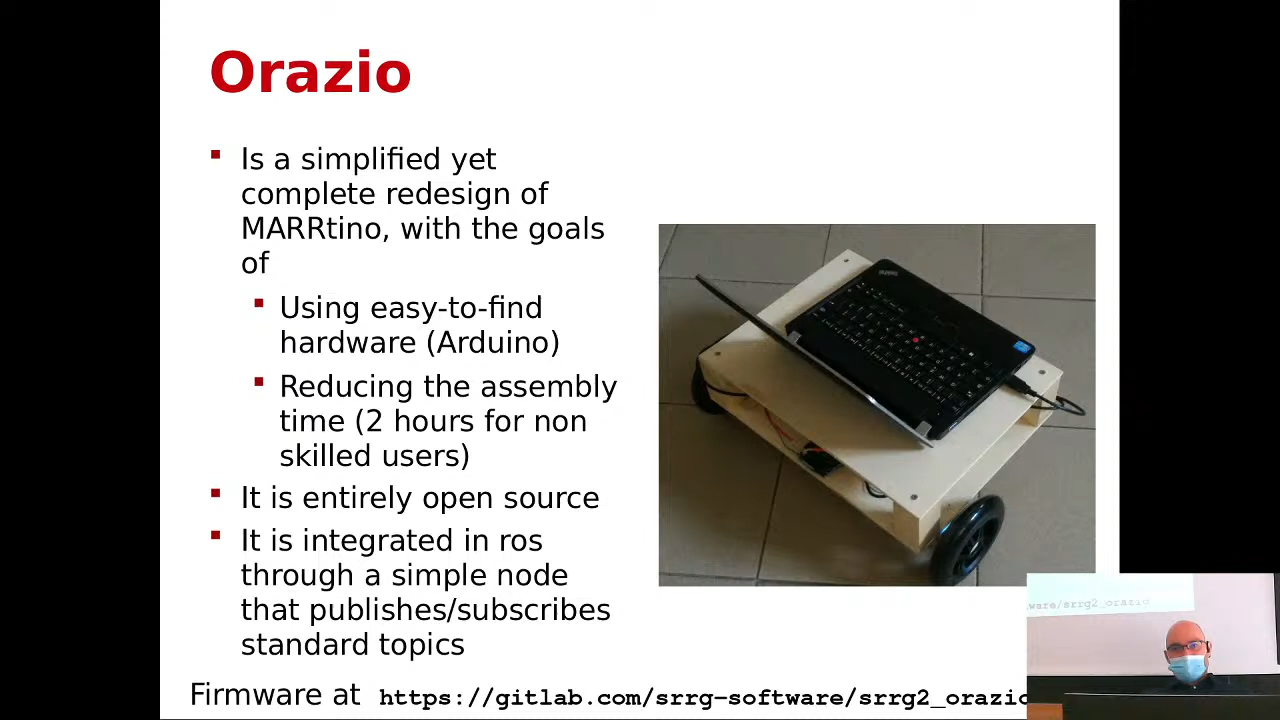 Orazio
Is a simplified yet
complete redesign of
MARRtino, with the goals
of
Using easy-to-find
hardware (Arduino)
Reducing the assembly
time (2 hours for non
skilled users)
It is entirely open source
It is integrated in ros
through a simple node
that publishes/subscribes
standard topics
Firmware at https://gitlab.com/srrg-software/srrg2_orazio
ware/srrg2_orazio